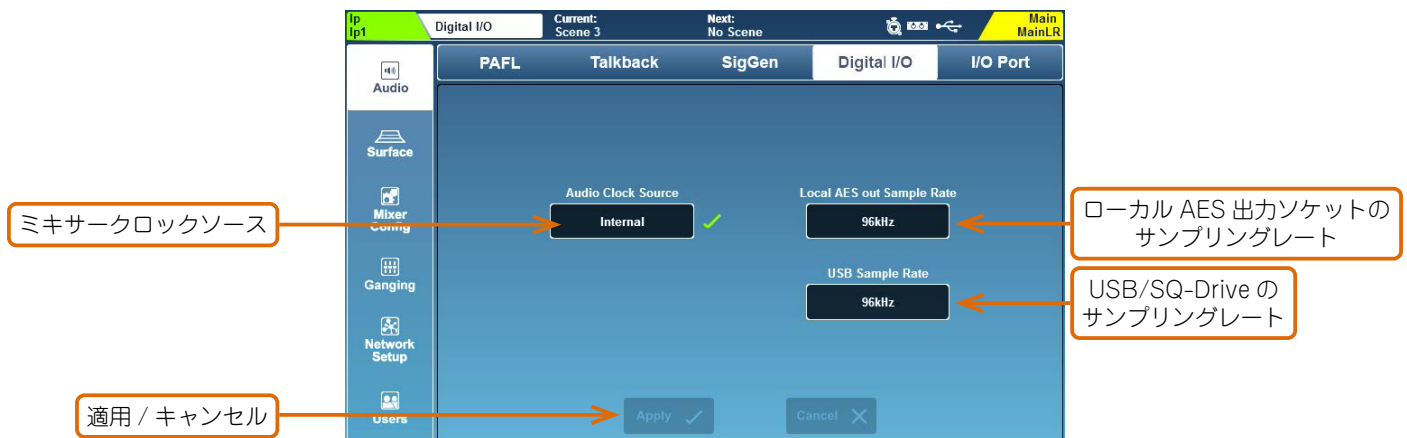 Ip
Ip1
Digital I/O
Current:
Scene 3
Next:
No Scene
Main
MainLR
Audio
PAFL
Talkback
SigGen
Digital I/O
I/O Port
Surface
Mixer
Config
Ganging
Network
Setup
Users
Audio Clock Source
Internal
Local AES out Sample Rate
96kHz
USB Sample Rate
96kHz
Apply
Cancel
ミキサークロックソース
ローカル AES 出力ソケットの
サンプリングレート
USB/SQ-Drive の
サンプリングレート
適用 / キャンセル